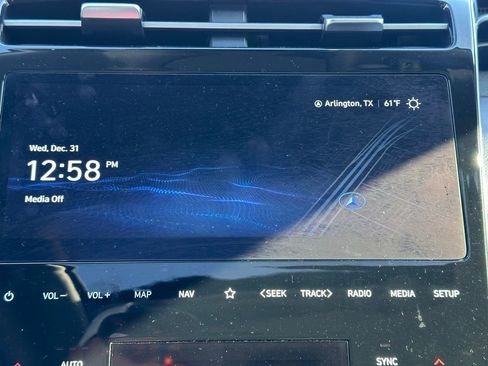 Arlington, TX | 61°F
Wed, Dec. 31
12:58 PM
Media Off
VOL− VOL+ MAP NAV ☆ <SEEK TRACK> RADIO MEDIA SETUP
AUTO SYNC